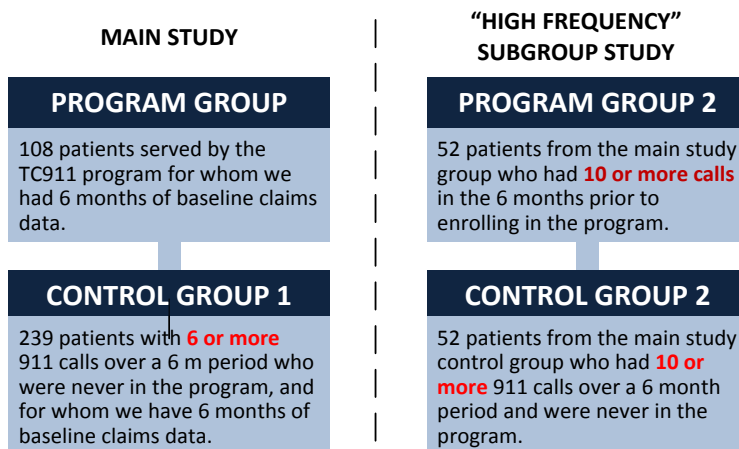 MAIN STUDY
PROGRAM GROUP
108 patients served by the
TC911 program for whom we
had 6 months of baseline claims
data.
CONTROL GROUP 1
239 patients with 6 or more
911 calls over a 6 m period who
were never in the program, and
for whom we have 6 months of
baseline claims data.
“HIGH FREQUENCY”
SUBGROUP STUDY
PROGRAM GROUP 2
52 patients from the main study
group who had 10 or more calls
in the 6 months prior to
enrolling in the program.
CONTROL GROUP 2
52 patients from the main study
control group who had 10 or
more 911 calls over a 6 month
period and were never in the
program.